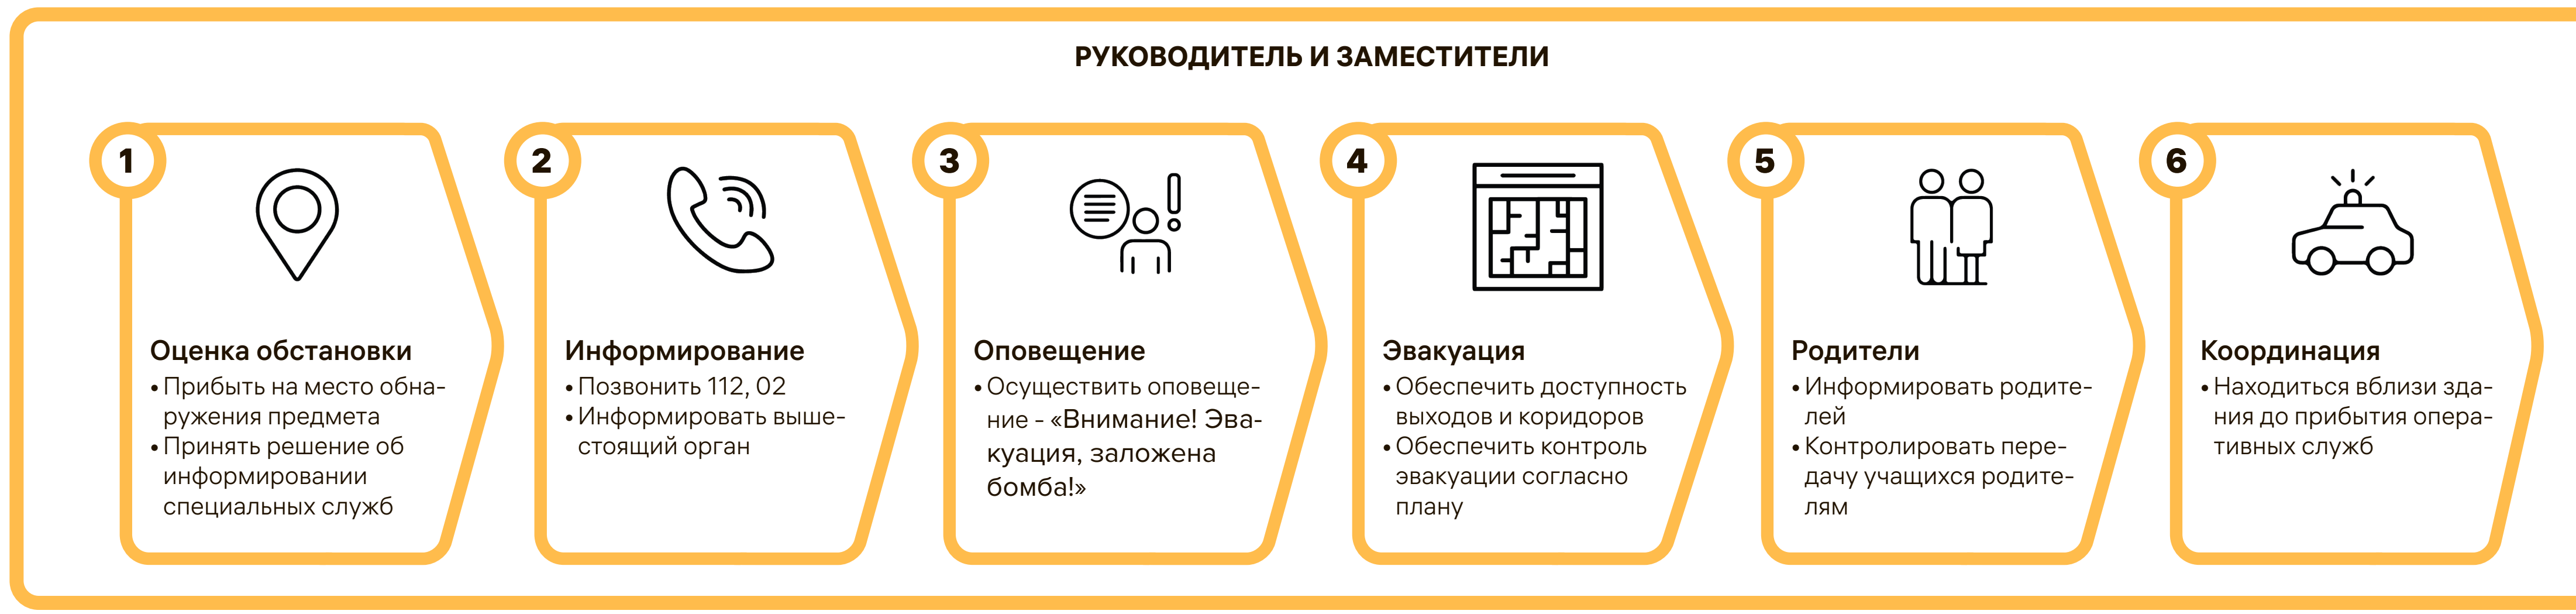 РУКОВОДИТЕЛЬ И ЗАМЕСТИТЕЛИ
1
Оценка обстановки
• Прибыть на место обна-
ружения предмета
• Принять решение об
информировании
специальных служб
2
Информирование
• Позвонить 112, 02
• Информировать выше-
стоящий орган
3
Оповещение
• Осуществить оповеще-
ние - «Внимание! Эва-
куация, заложена
бомба!»
4
Эвакуация
• Обеспечить доступность
выходов и коридоров
• Обеспечить контроль
эвакуации согласно
плану
5
Родители
• Информировать родите-
лей
• Контролировать пере-
дачу учащихся родите-
лям
6
Координация
• Находиться вблизи зда-
ния до прибытия опера-
тивных служб